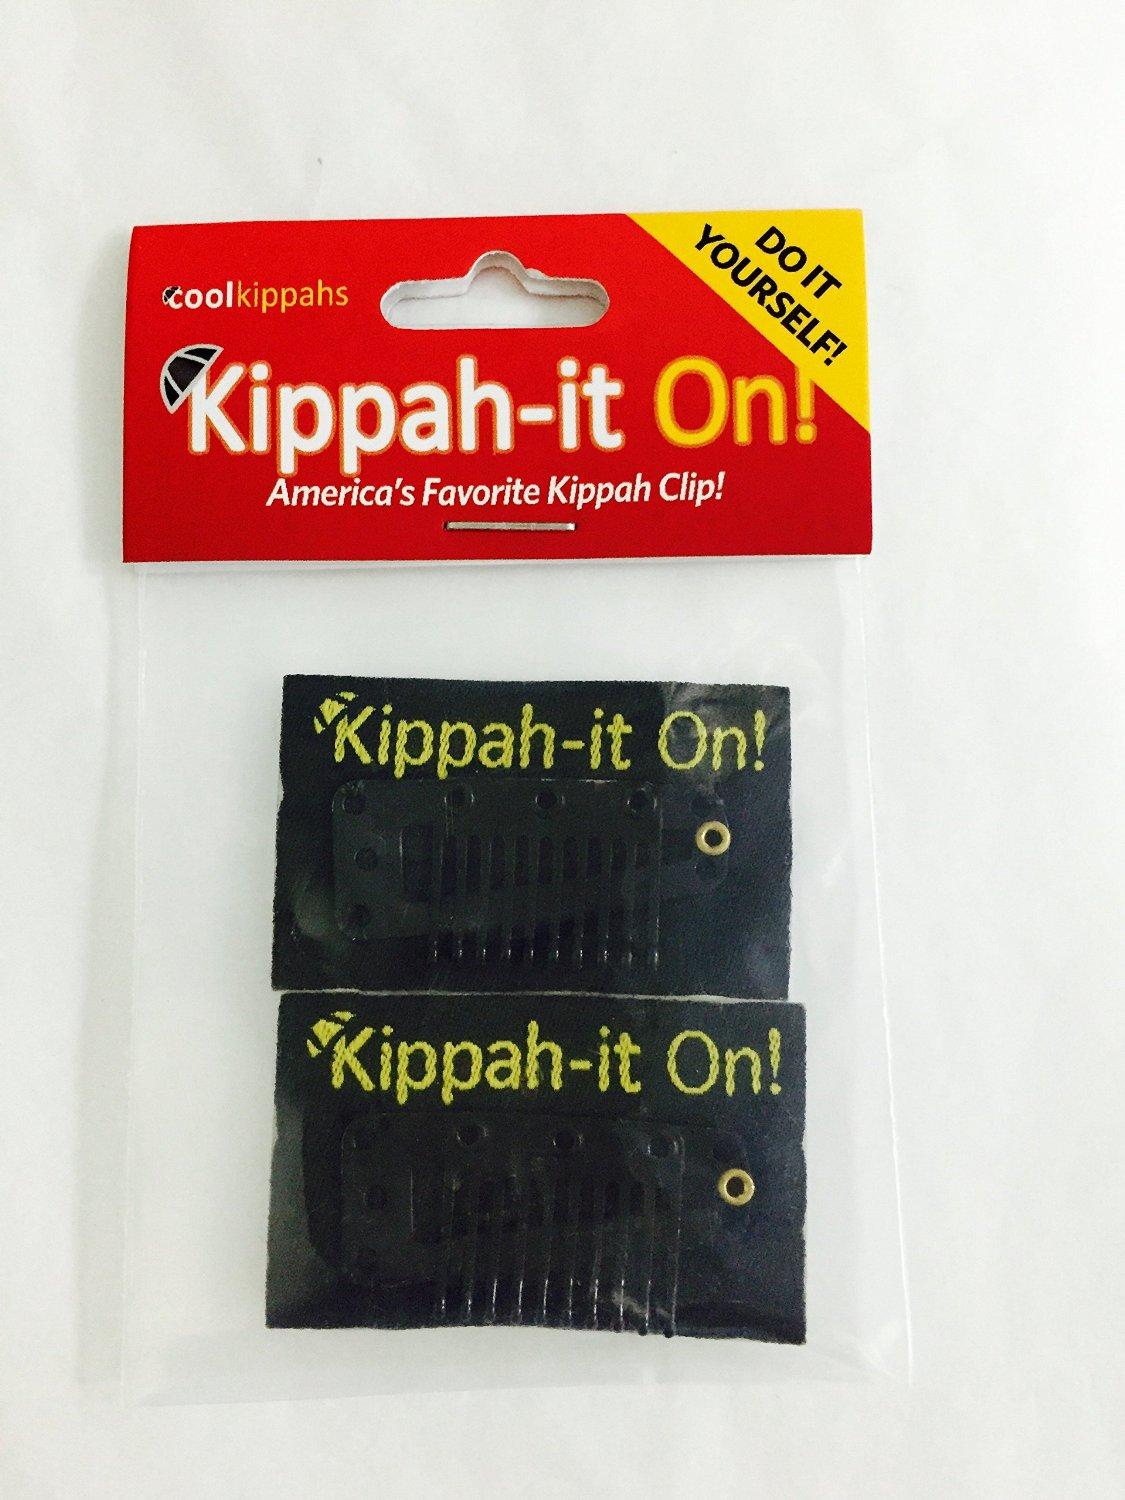 coolkippahs
DO IT
YOURSELF!
Kippah-it On!
America's Favorite Kippah Clip!
Kippah-it On!
Kippah-it On!